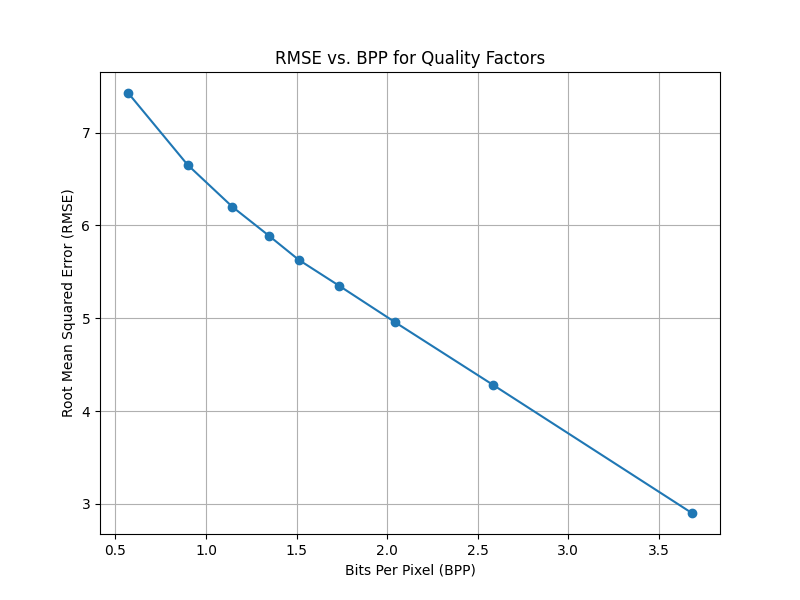 RMSE vs. BPP for Quality Factors
Root Mean Squared Error (RMSE)
7
6
5
4
3
0.5 1.0 1.5 2.0 2.5 3.0 3.5
Bits Per Pixel (BPP)